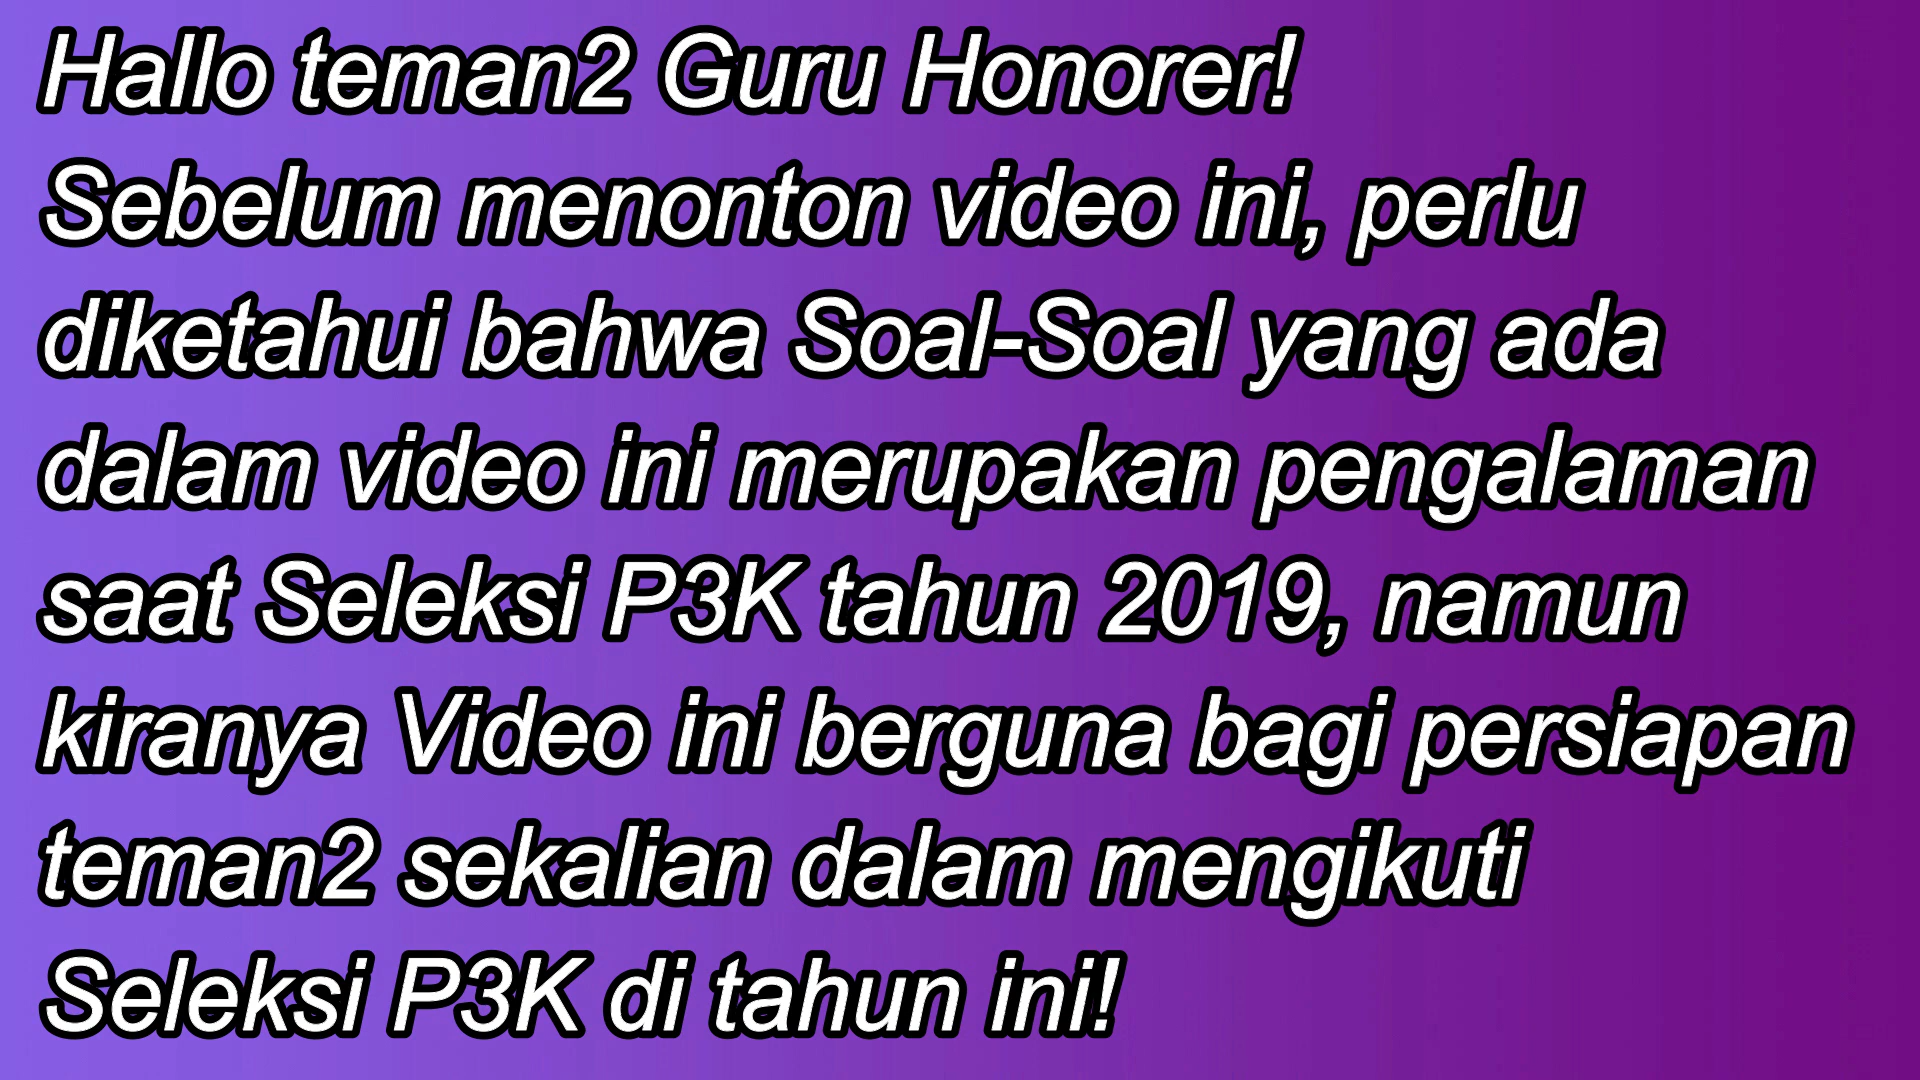 Hallo teman2 Guru Honorer!
Sebelum menonton video ini, perlu
diketahui bahwa Soal-Soal yang ada
dalam video ini merupakan pengalaman
saat Seleksi P3K tahun 2019, namun
kiranya Video ini berguna bagi persiapan
teman2 sekalian dalam mengikuti
Seleksi P3K di tahun ini!